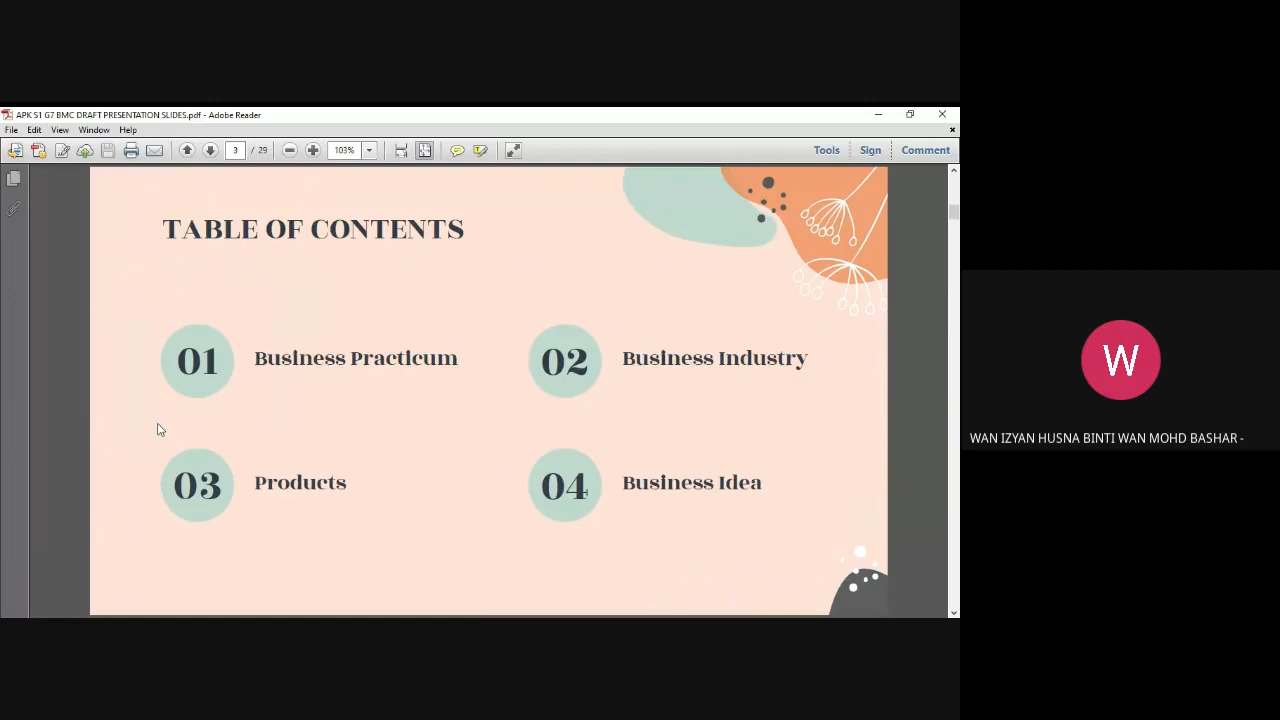 APK S1 G7 BMC DRAFT PRESENTATION SLIDES.pdf - Adobe Reader
File Edit View Window Help
3 / 29 103% Tools Sign Comment
TABLE OF CONTENTS
01 Business Practicum 02 Business Industry
03 Products 04 Business Idea
W
WAN IZYAN HUSNA BINTI WAN MOHD BASHAR -